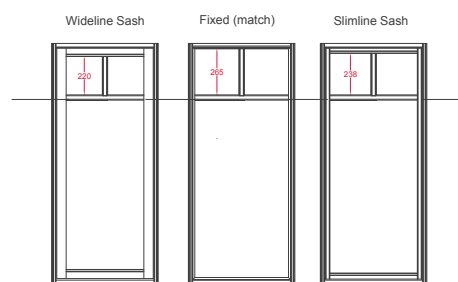 Wideline Sash
Fixed (match)
Slimline Sash
220
265
238